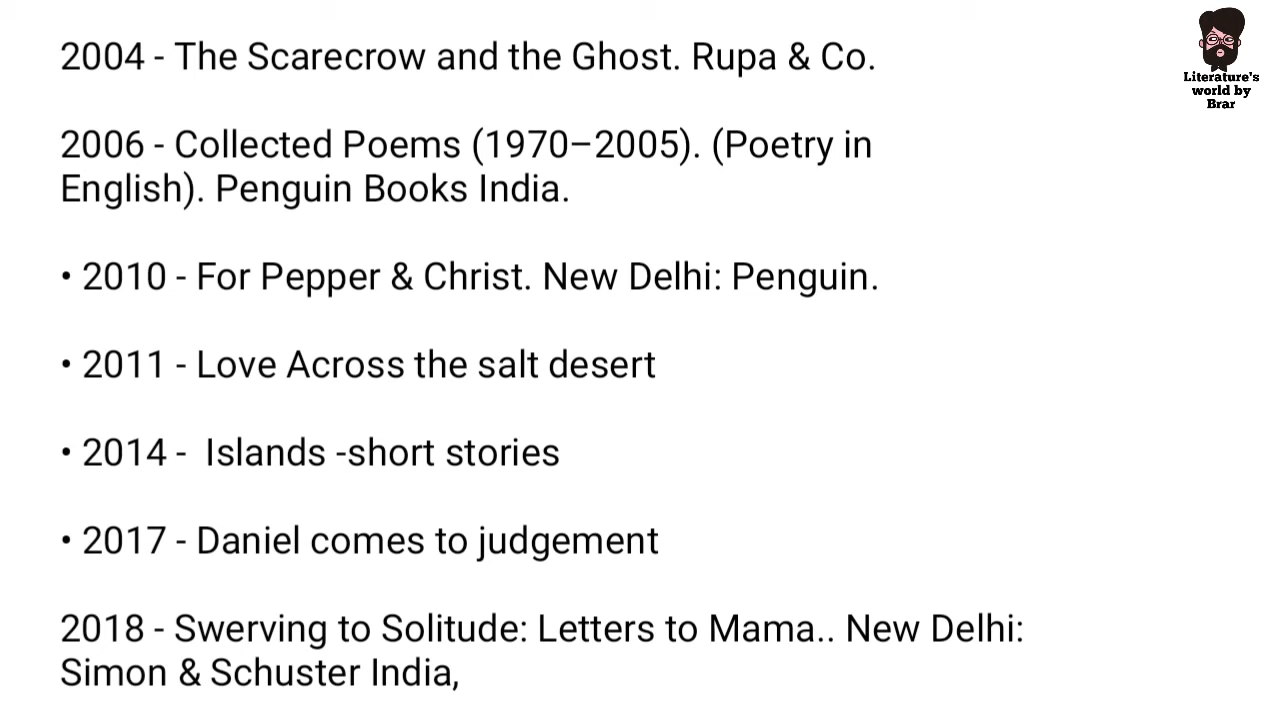 2004 - The Scarecrow and the Ghost. Rupa & Co.
Literature's
world by
Brar
2006 - Collected Poems (1970–2005). (Poetry in
English). Penguin Books India.
• 2010 - For Pepper & Christ. New Delhi: Penguin.
• 2011 - Love Across the salt desert
• 2014 -  Islands -short stories
• 2017 - Daniel comes to judgement
2018 - Swerving to Solitude: Letters to Mama.. New Delhi:
Simon & Schuster India,